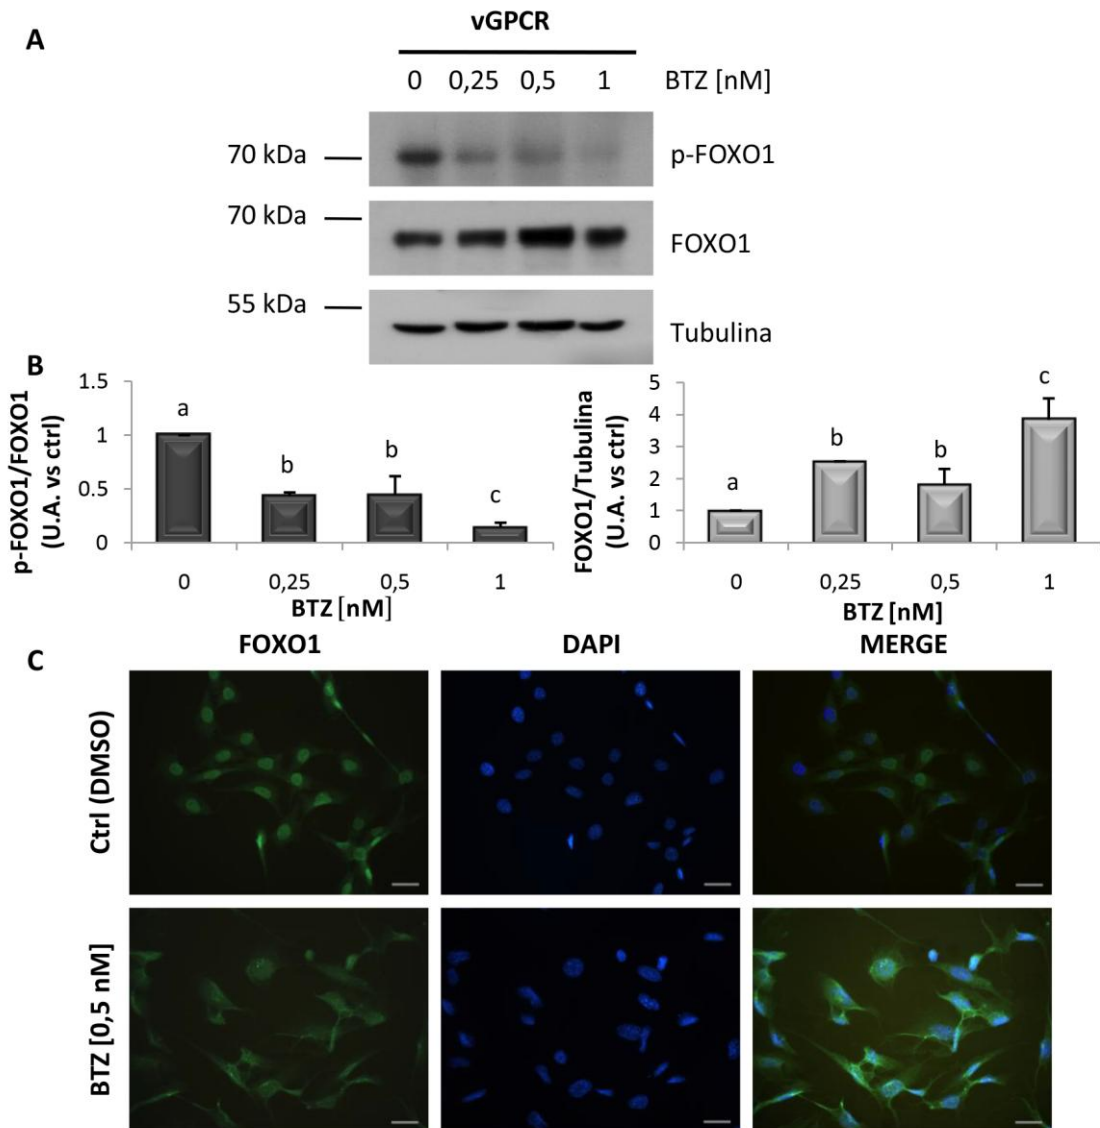 A
vGPCR
0 0,25 0,5 1 BTZ [nM]
70 kDa p-FOXO1
70 kDa FOXO1
55 kDa Tubulina
B
p-FOXO1/FOXO1
(U.A. vs ctrl)
1.5
1
0.5
0
a
b
b
c
0 0,25 0,5 1
BTZ [nM]
FOXO1/Tubulina
(U.A. vs ctrl)
5
4
3
2
1
0
a
b
b
c
0 0,25 0,5 1
BTZ [nM]
C
FOXO1 DAPI MERGE
Ctrl (DMSO)
BTZ [0,5 nM]